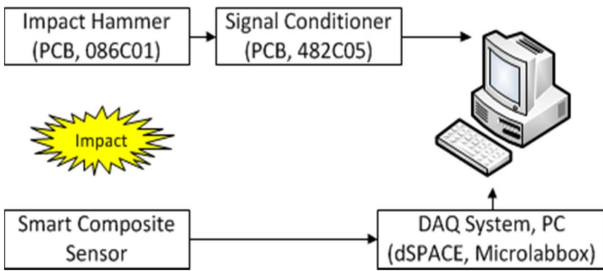 Impact Hammer
(PCB, 086C01)
Signal Conditioner
(PCB, 482C05)
Impact
Smart Composite
Sensor
DAQ System, PC
(dSPACE, Microlabbox)